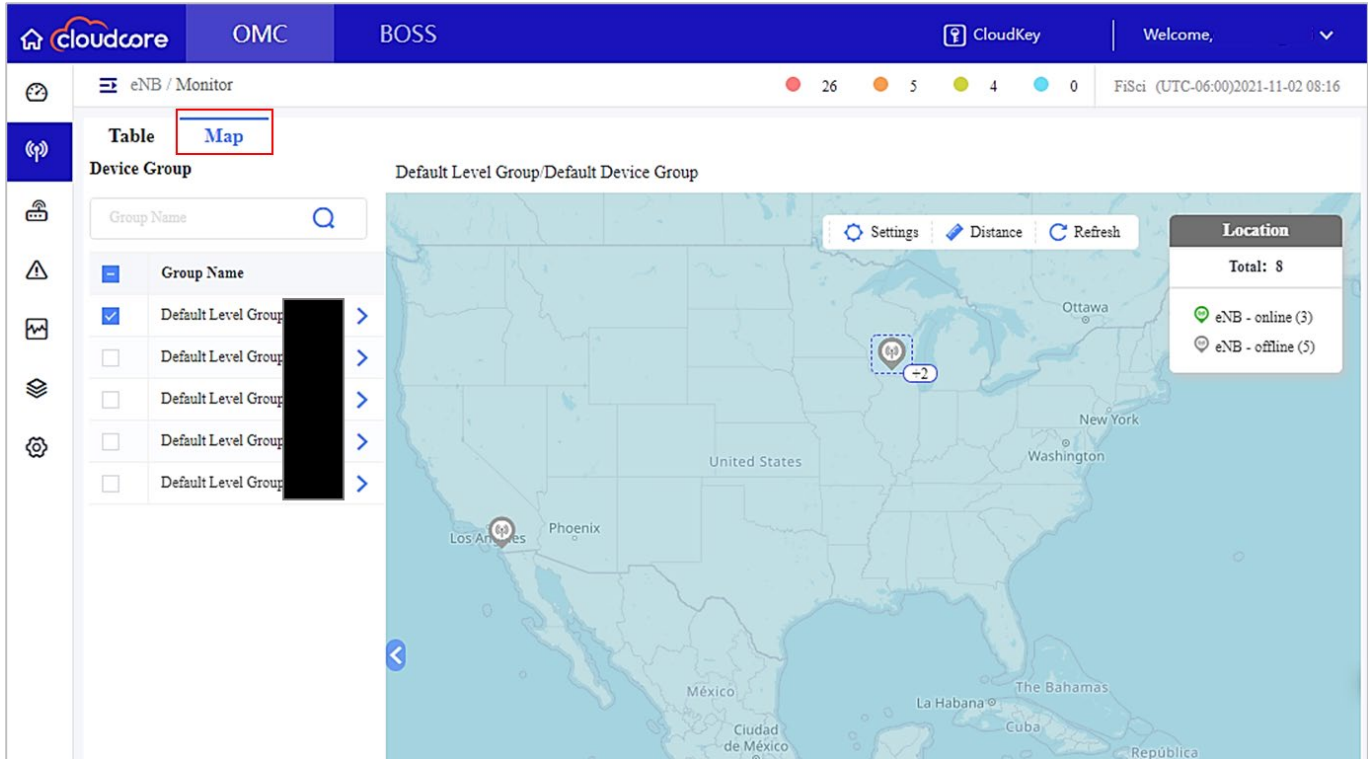 cloudcore OMC BOSS CloudKey Welcome,
eNB / Monitor 26 5 4 0 FiSci (UTC-06:00)2021-11-02 08:16
Table Map
Device Group
Default Level Group/Default Device Group
Group Name
Settings Distance Refresh
Location
Total: 8
eNB - online (3)
eNB - offline (5)
Group Name
Default Level Group
Default Level Group
Default Level Group
Default Level Group
Default Level Group
Ottawa
+2
New York
Washington
United States
Phoenix
Los Angeles
México
Ciudad
de México
La Habana
The Bahamas
Cuba
República